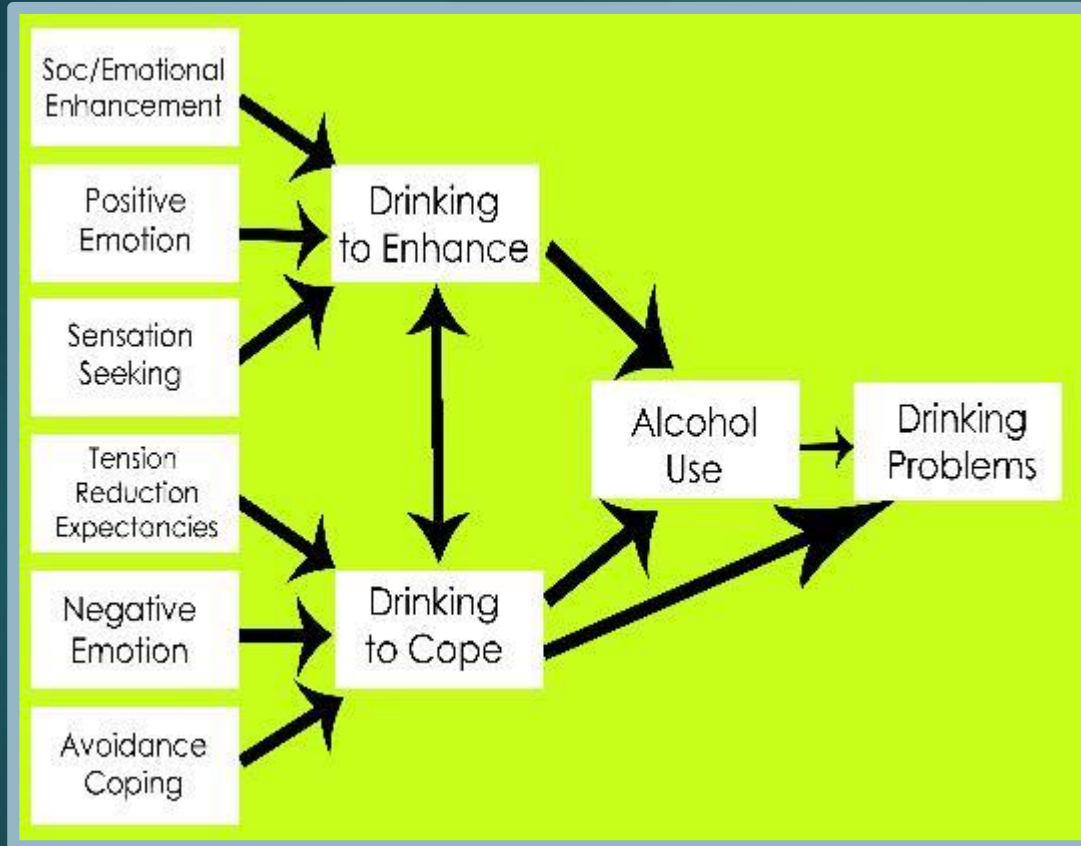 Soc/Emotional
Enhancement
Positive
Emotion
Sensation
Seeking
Tension
Reduction
Expectancies
Negative
Emotion
Avoidance
Coping
Drinking
to Enhance
Drinking
to Cope
Alcohol
Use
Drinking
Problems